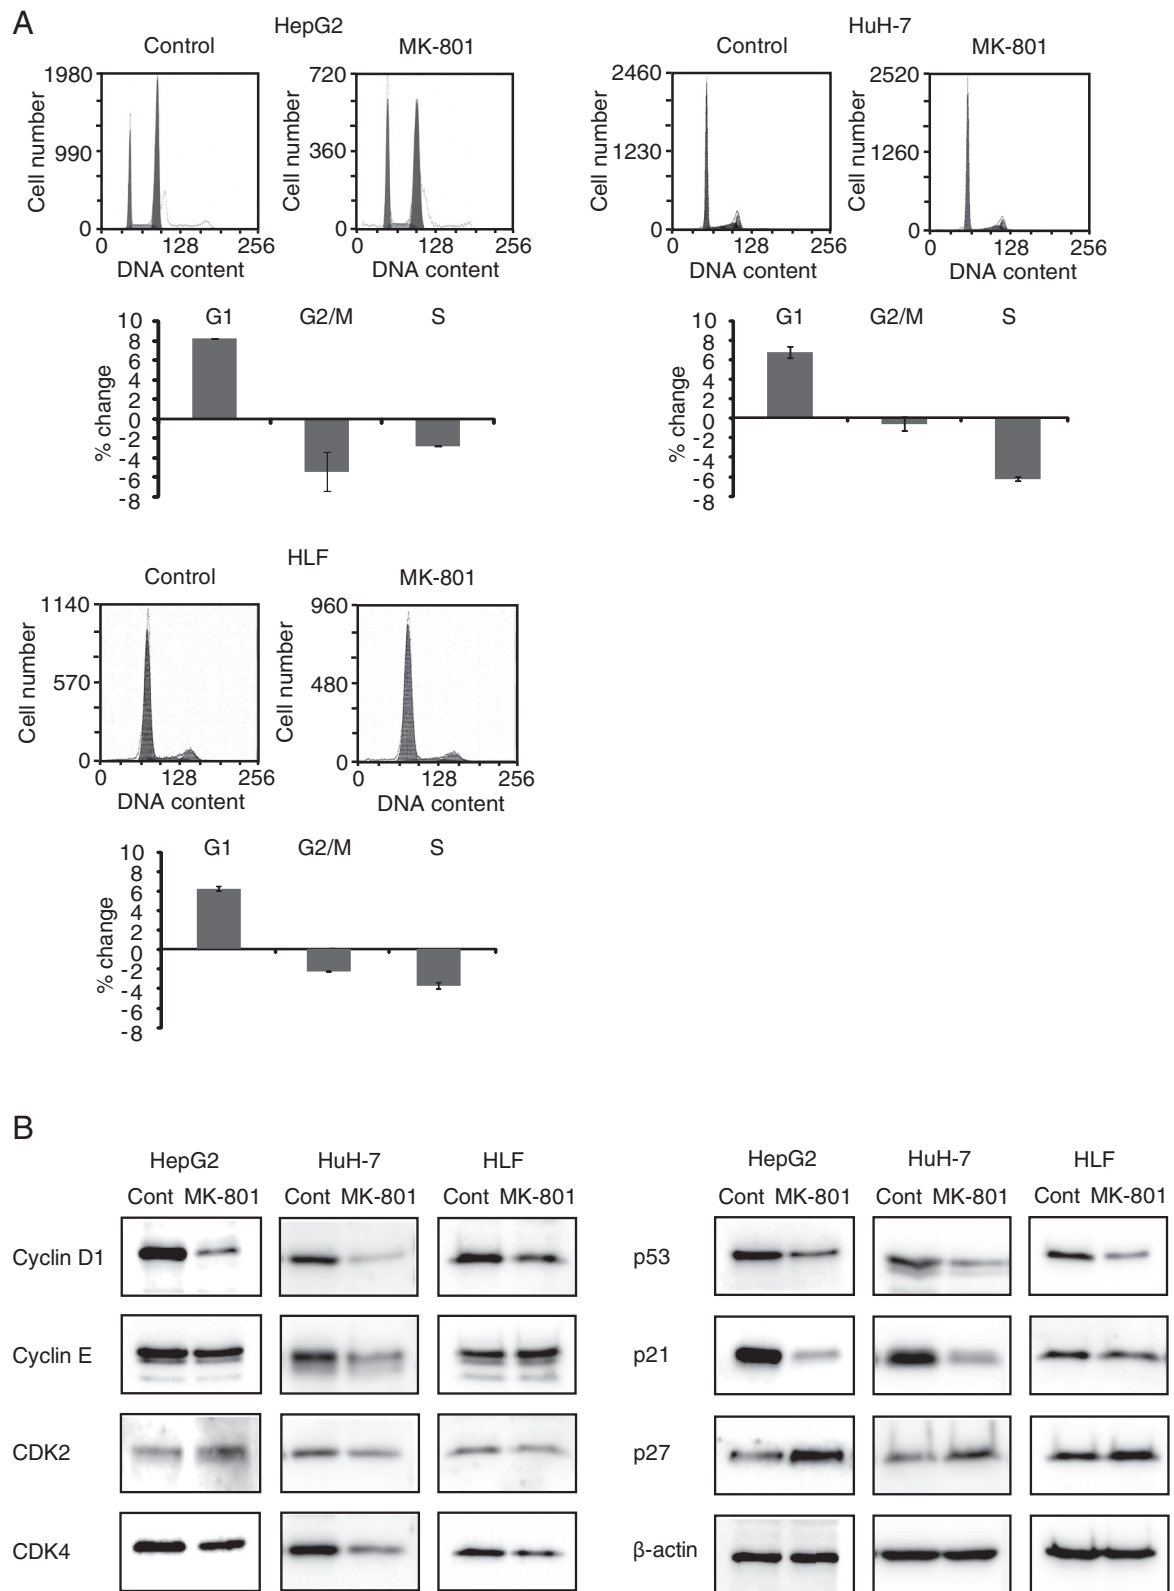 A
HepG2
HuH-7
Control
MK-801
Control
MK-801
1980
990
0
Cell number
0 128 256
DNA content
720
360
0
Cell number
0 128 256
DNA content
2460
1230
0
Cell number
0 128 256
DNA content
2520
1260
0
Cell number
0 128 256
DNA content
G1 G2/M S
10
8
6
4
2
0
-2
-4
-6
-8
% change
G1 G2/M S
10
8
6
4
2
0
-2
-4
-6
-8
% change
HLF
Control
MK-801
1140
570
0
Cell number
0 128 256
DNA content
960
480
0
Cell number
0 128 256
DNA content
G1 G2/M S
10
8
6
4
2
0
-2
-4
-6
-8
% change
B
HepG2 HuH-7 HLF
Cont MK-801 Cont MK-801 Cont MK-801
Cyclin D1
Cyclin E
CDK2
CDK4
HepG2 HuH-7 HLF
Cont MK-801 Cont MK-801 Cont MK-801
p53
p21
p27
β-actin